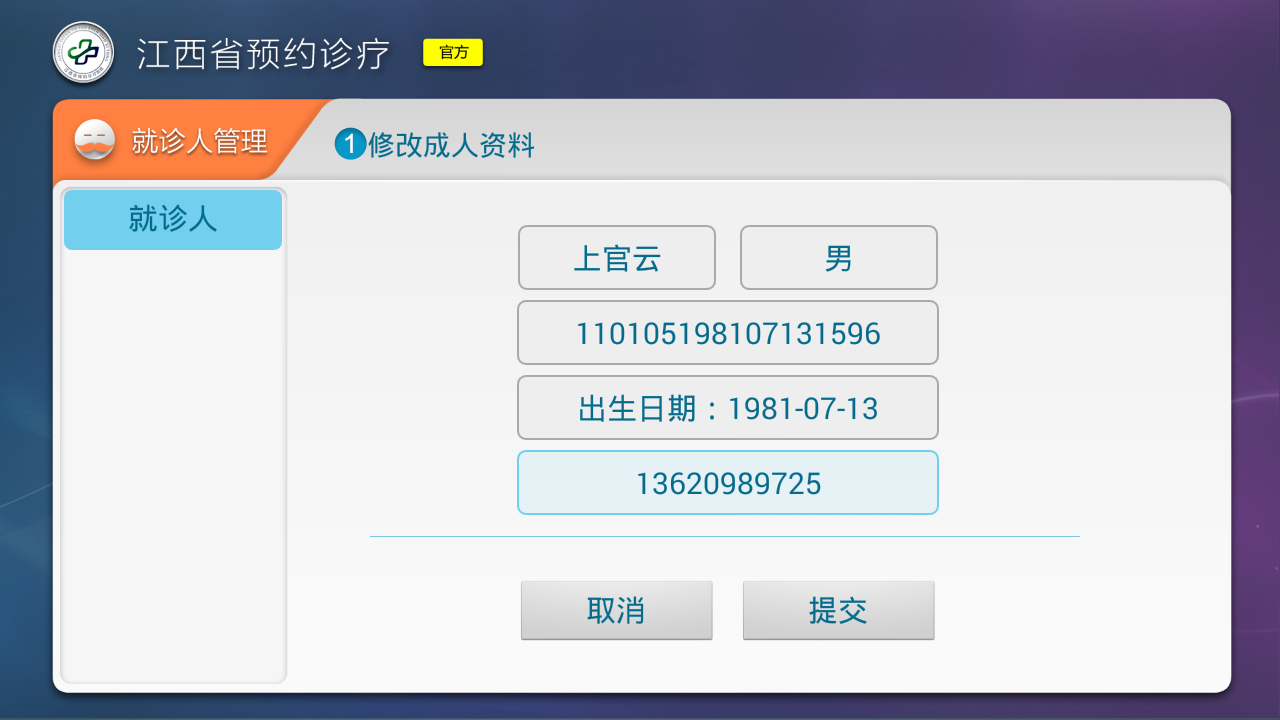 江西省预约诊疗 官方
就诊人管理 1修改成人资料
就诊人
上官云 男
110105198107131596
出生日期：1981-07-13
13620989725
取消 提交